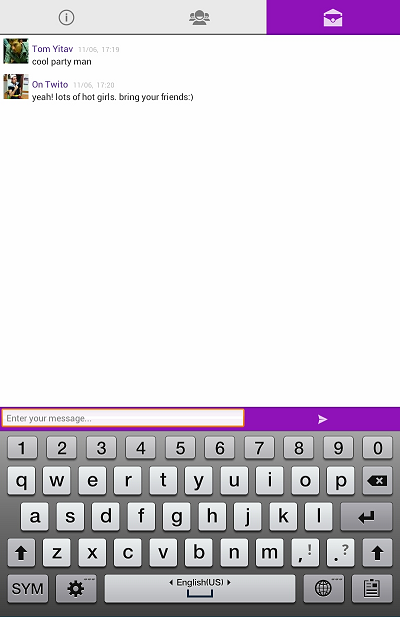 Tom Yitav 11/06, 17:19
cool party man
On Twito 11/06, 17:20
yeah! lots of hot girls. bring your friends:)
Enter your message...
1 2 3 4 5 6 7 8 9 0
q w e r t y u i o p
a s d f g h j k l
z x c v b n m , ! . ?
SYM English(US)